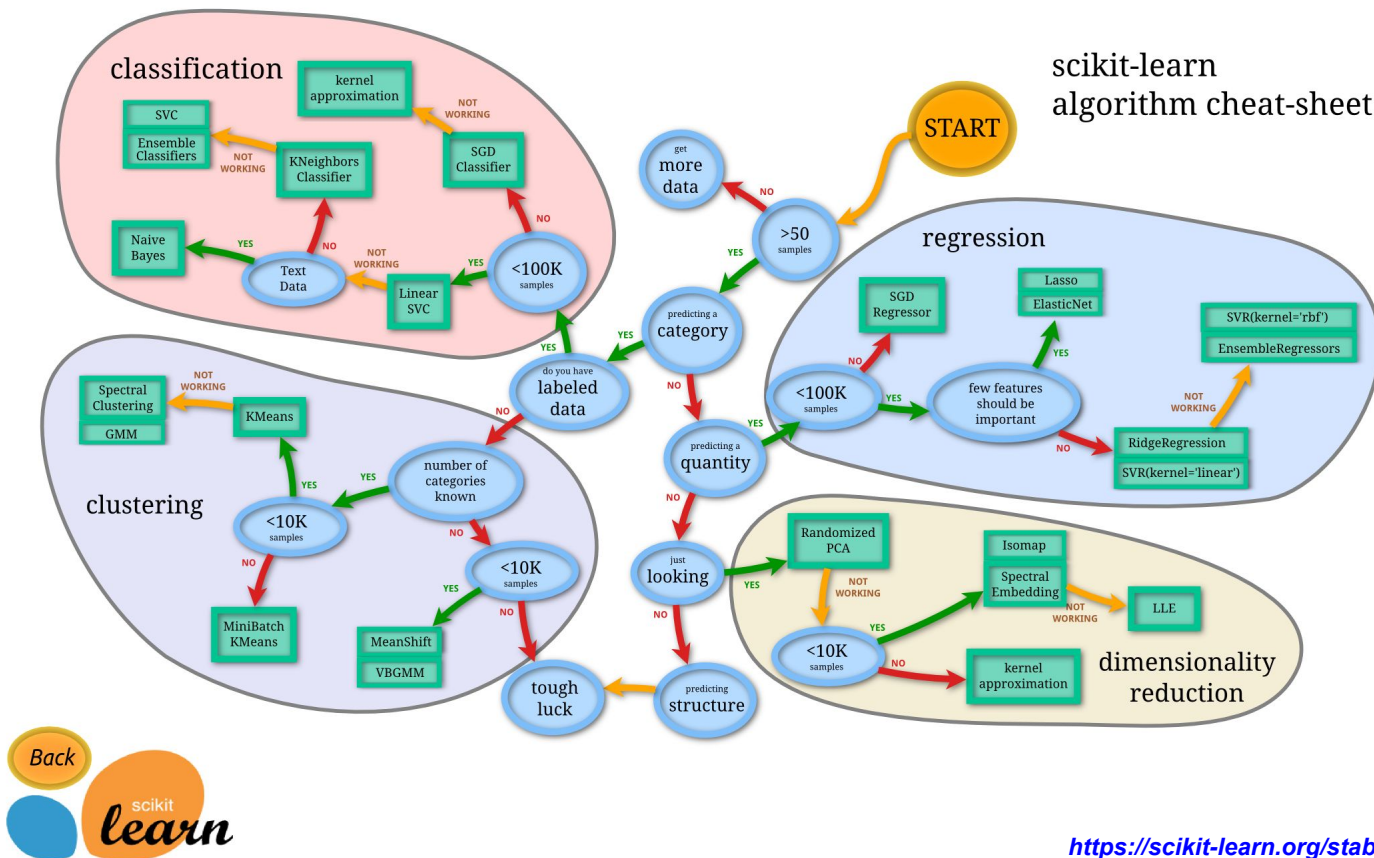 scikit-learn
algorithm cheat-sheet
START
get
more
data
NO
>50
samples
YES
predicting a
category
YES
NO
do you have
labeled
data
YES
NO
predicting a
quantity
YES
NO
just
looking
YES
NO
predicting
structure
tough
luck
classification
kernel
approximation
NOT
WORKING
SGD
Classifier
NO
<100K
samples
YES
Linear
SVC
NOT
WORKING
Text
Data
YES
Naive
Bayes
NO
KNeighbors
Classifier
NOT
WORKING
SVC
Ensemble
Classifiers
regression
<100K
samples
NO
SGD
Regressor
YES
few features
should be
important
YES
Lasso
ElasticNet
NO
RidgeRegression
SVR(kernel='linear')
NOT
WORKING
SVR(kernel='rbf')
EnsembleRegressors
clustering
number of
categories
known
YES
<10K
samples
YES
KMeans
NOT
WORKING
Spectral
Clustering
GMM
NO
MiniBatch
KMeans
NO
<10K
samples
YES
MeanShift
VBGMM
NO
dimensionality
reduction
Randomized
PCA
NOT
WORKING
<10K
samples
YES
Isomap
Spectral
Embedding
NOT
WORKING
LLE
NO
kernel
approximation
Back
scikit
learn
https://scikit-learn.org/stab